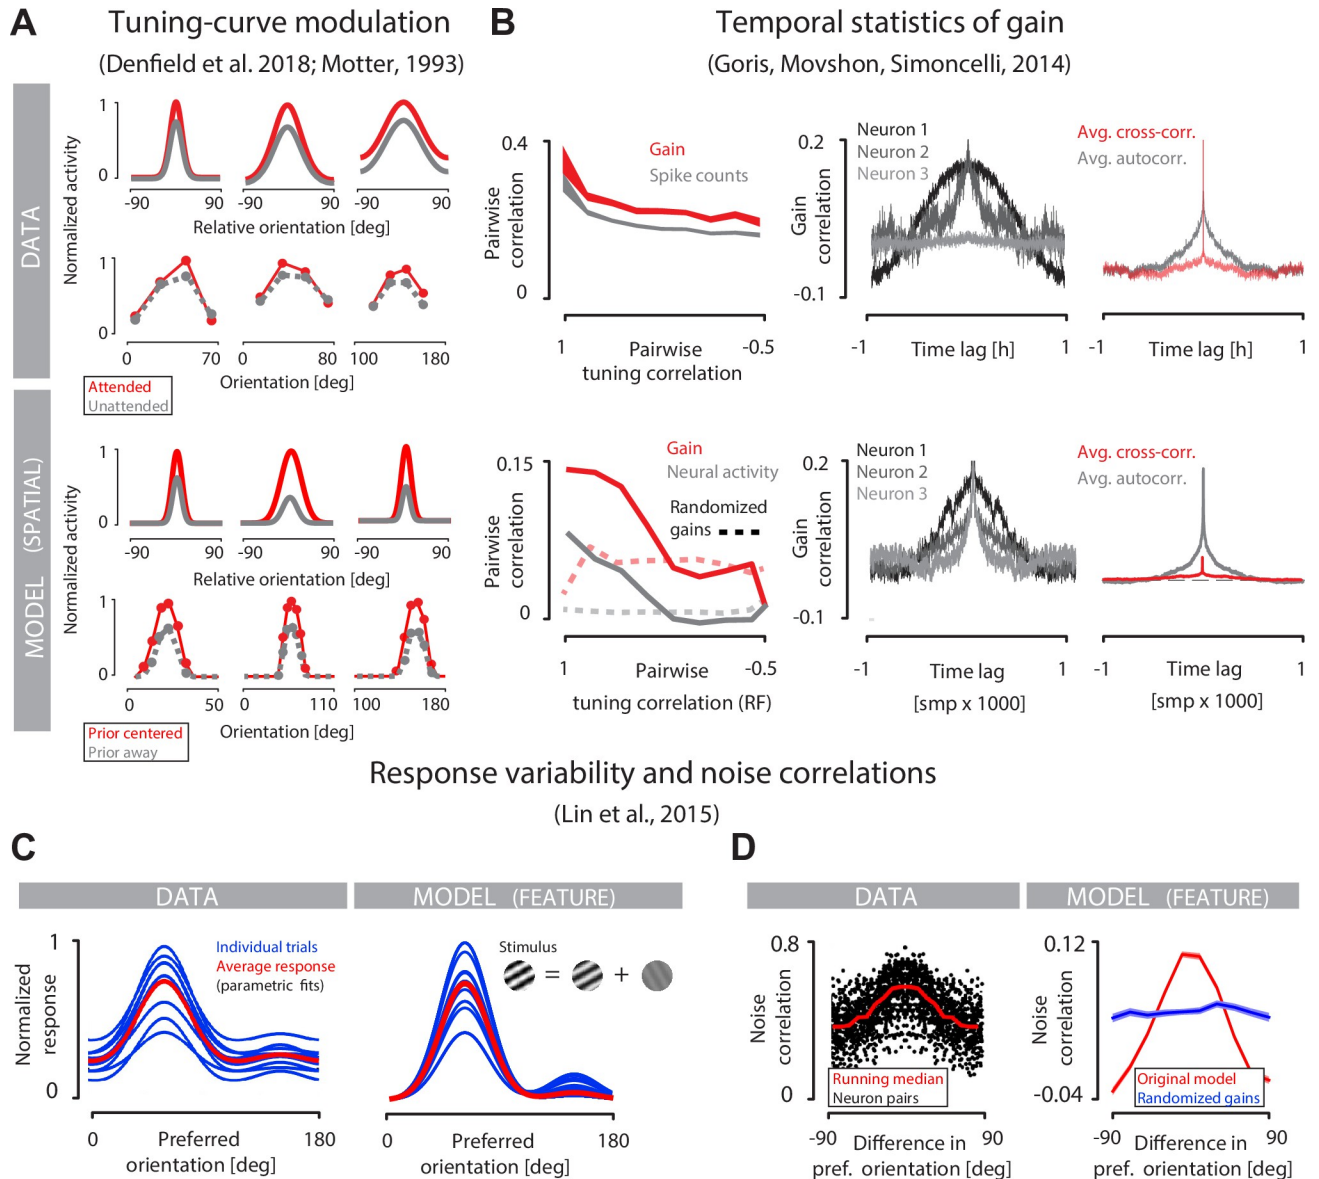 A
Tuning-curve modulation
(Denfield et al. 2018; Motter, 1993)
DATA
Normalized activity
1
0
-90
90
-90
90
-90
90
Relative orientation [deg]
1
0
0
70
0
80
100
180
Orientation [deg]
Attended
Unattended
MODEL (SPATIAL)
Normalized activity
1
0
-90
90
-90
90
-90
90
Relative orientation [deg]
1
0
0
50
0
110
100
180
Orientation [deg]
Prior centered
Prior away
B
Temporal statistics of gain
(Goris, Movshon, Simoncelli, 2014)
Pairwise
correlation
0.4
0
Gain
Spike counts
1
-0.5
Pairwise
tuning correlation
Gain
correlation
0.2
-0.1
Neuron 1
Neuron 2
Neuron 3
-1
Time lag [h]
1
Avg. cross-corr.
Avg. autocorr.
-1
Time lag [h]
1
Pairwise
correlation
0.15
0
Gain
Neural activity
Randomized
gains
1
-0.5
Pairwise
tuning correlation (RF)
Gain
correlation
0.2
-0.1
Neuron 1
Neuron 2
Neuron 3
-1
Time lag
1
[smp x 1000]
Avg. cross-corr.
Avg. autocorr.
-1
Time lag
1
[smp x 1000]
Response variability and noise correlations
(Lin et al., 2015)
C
DATA
Normalized
response
1
0
Individual trials
Average response
(parametric fits)
0
180
Preferred
orientation [deg]
MODEL (FEATURE)
Stimulus
=
+
0
180
Preferred
orientation [deg]
D
DATA
Noise
correlation
0.8
0
Running median
Neuron pairs
-90
90
Difference in
pref. orientation [deg]
MODEL (FEATURE)
Noise
correlation
0.12
-0.04
Original model
Randomized gains
-90
90
Difference in
pref. orientation [deg]